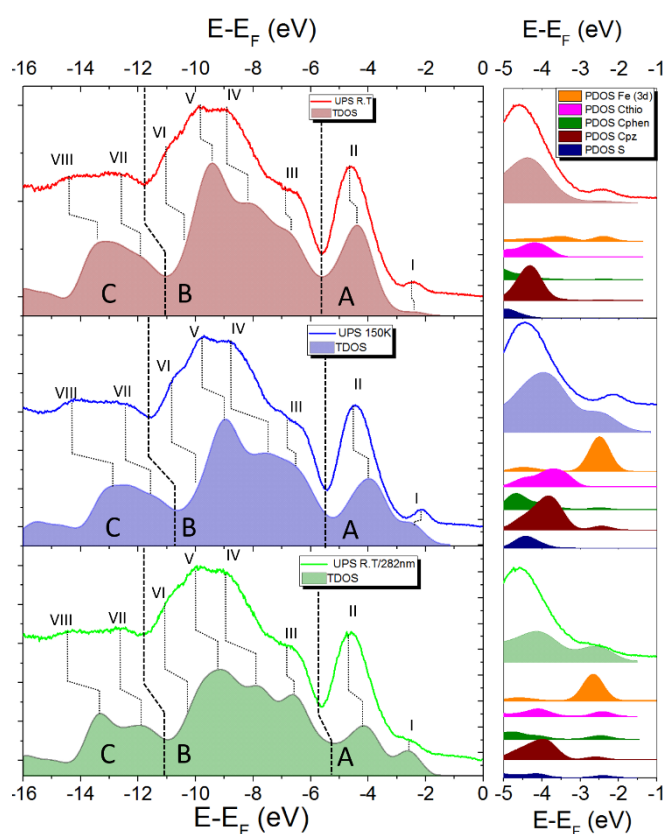 E-EF (eV)
E-EF (eV)
-16 -14 -12 -10 -8 -6 -4 -2 0
-5 -4 -3 -2 -1
UPS R.T
TDOS
V
IV
VI
VIII
VII
III
II
I
C
B
A
PDOS Fe (3d)
PDOS Cthio
PDOS Cphen
PDOS Cpz
PDOS S
UPS 150K
TDOS
V
IV
VI
VIII
VII
III
II
I
C
B
A
UPS R.T/282nm
TDOS
V
IV
VI
VIII
VII
III
II
I
C
B
A
-16 -14 -12 -10 -8 -6 -4 -2 0
-5 -4 -3 -2 -1
E-EF (eV)
E-EF (eV)